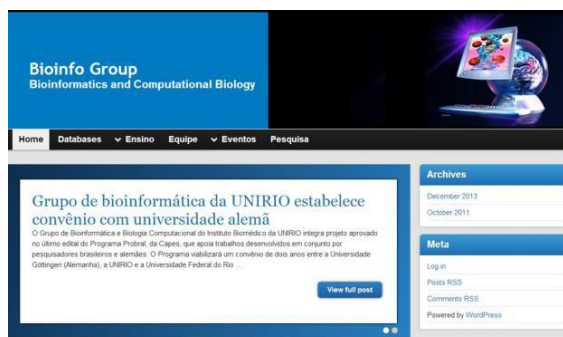 Bioinfo Group
Bioinformatics and Computational Biology
Home Databases Ensino Equipe Eventos Pesquisa
Grupo de bioinformática da UNIRIO estabelece
convênio com universidade alemã
O Grupo de Bioinformática e Biologia Computacional do Instituto Biomédico da UNIRIO integra projeto aprovado
no último edital do Programa Probral, da Capes, que apoia trabalhos desenvolvidos em conjunto por
pesquisadores brasileiros e alemães. O Programa viabilizará um convênio de dois anos entre a Universidade
Göttingen (Alemanha), a UNIRIO e a Universidade Federal do Rio ...
View full post
Archives
December 2013
October 2011
Meta
Log in
Posts RSS
Comments RSS
Powered by WordPress